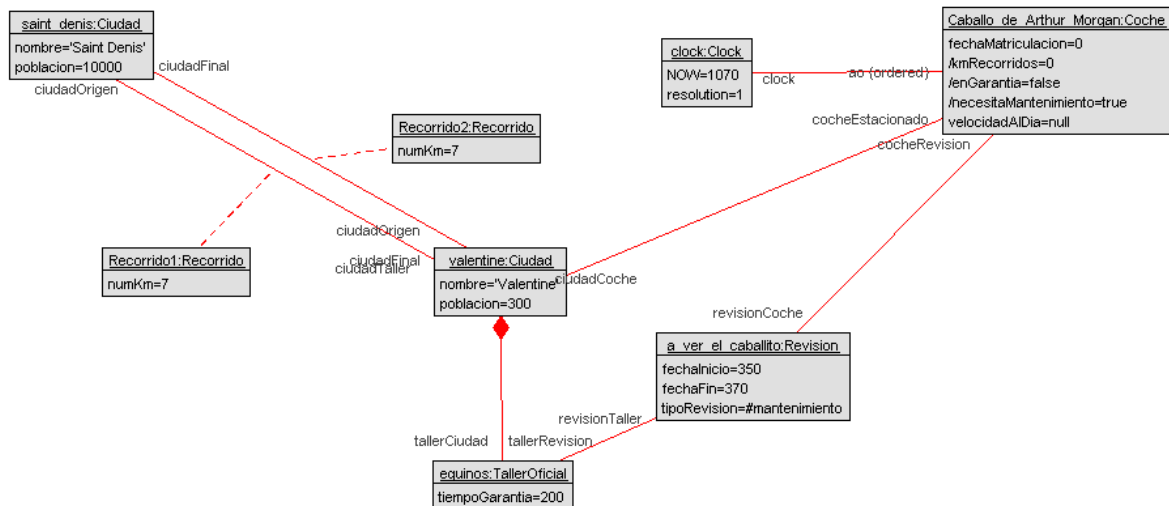 saint_denis:Ciudad
nombre='Saint Denis'
poblacion=10000
ciudadOrigen
ciudadFinal
clock:Clock
NOW=1070
resolution=1
clock
ao {ordered}
Caballo_de_Arthur_Morgan:Coche
fechaMatriculacion=0
/kmRecorridos=0
/enGarantia=false
/necesitaMantenimiento=true
velocidadAlDia=null
cocheEstacionado
cocheRevision
Recorrido2:Recorrido
numKm=7
Recorrido1:Recorrido
numKm=7
ciudadOrigen
ciudadFinal
ciudadTaller
valentine:Ciudad
nombre='Valentine'
poblacion=300
ciudadCoche
revisionCoche
a_ver_el_caballito:Revision
fechaInicio=350
fechaFin=370
tipoRevision=#mantenimiento
revisionTaller
tallerCiudad
tallerRevision
equinos:TallerOficial
tiempoGarantia=200